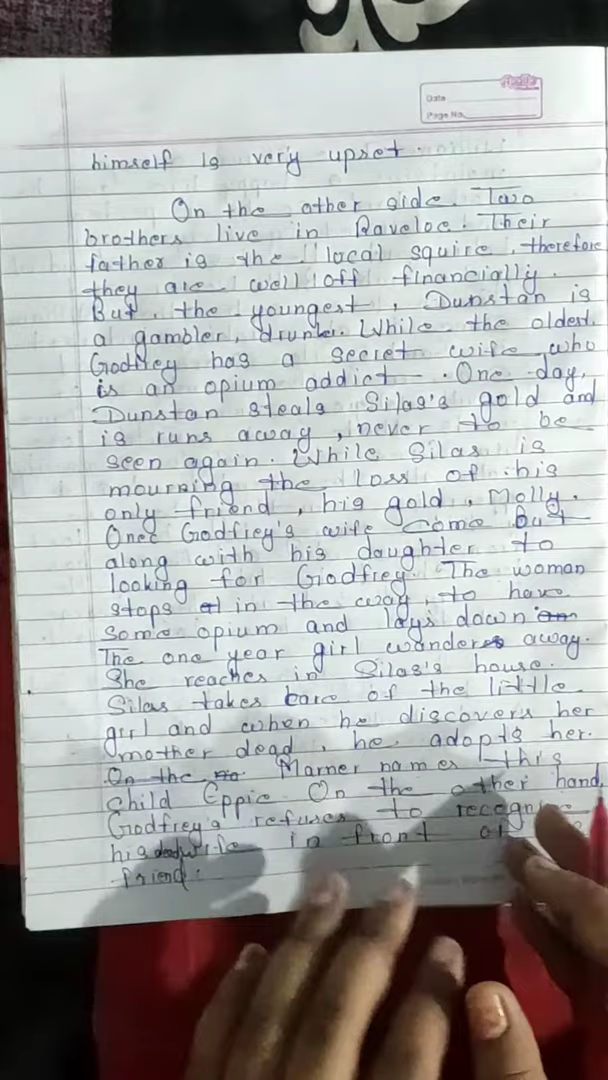 Date
Page No.
himself is very upset.
On the other side. Two
brothers live in Raveloe. Their
father is the local squire, therefore
they are well off financially.
But, the youngest, Dunstan is
a gambler, drunker. While the oldest.
Godfrey has a secret wife who
is an opium addict. One day,
Dunstan steals Silas's gold and
is runs away, never to be
seen again. While Silas is
mourning the loss of his
only friend, his gold, Molly.
Once Godfrey's wife come out
along with his daughter to
looking for Godfrey. The woman
stops in the way, to have
some opium and lays down
The one year girl wanders away.
She reaches in Silas's house.
Silas takes care of the little
girl and when he discovers her
mother dead, he adopts her.
On the Marner names this
child Eppie. On the other hand,
Godfrey's refuses to recognize
his dead wife in front of
friend.